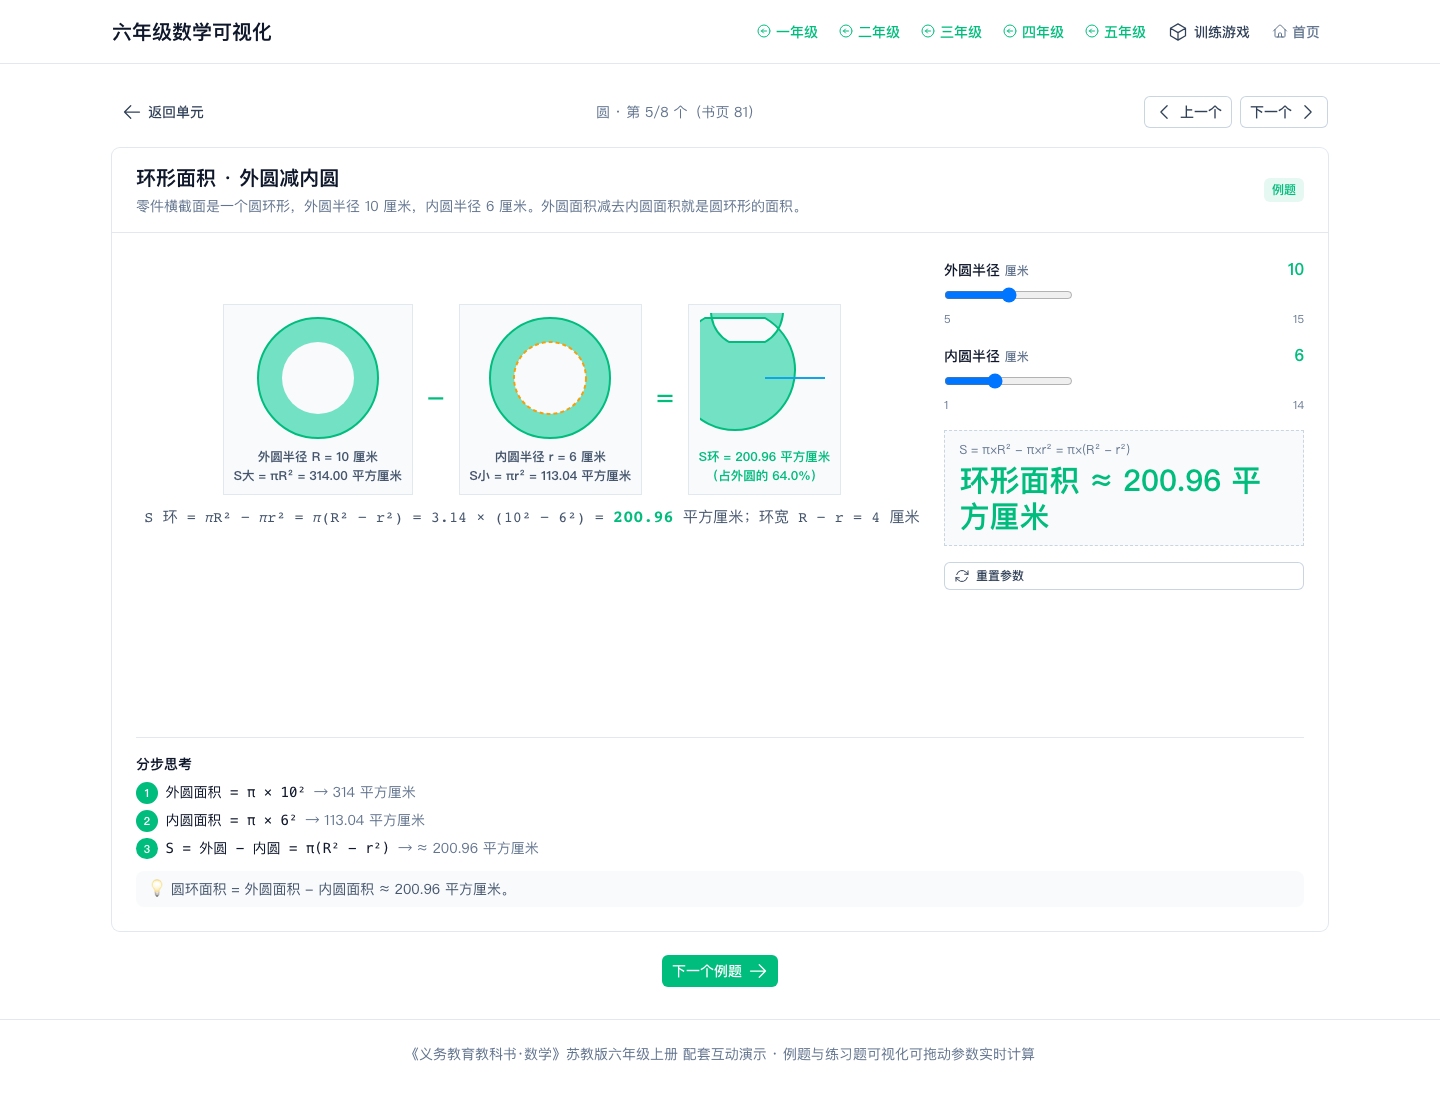 六年级数学可视化
一年级
二年级
三年级
四年级
五年级
训练游戏
首页
返回单元
圆 · 第 5/8 个（书页 81）
上一个
下一个
环形面积 · 外圆减内圆
零件横截面是一个圆环形，外圆半径 10 厘米，内圆半径 6 厘米。外圆面积减去内圆面积就是圆环形的面积。
例题
外圆半径 R = 10 厘米
S大 = πR² = 314.00 平方厘米
−
内圆半径 r = 6 厘米
S小 = πr² = 113.04 平方厘米
=
S环 = 200.96 平方厘米
（占外圆的 64.0%）
S 环 = πR² − πr² = π(R² − r²) = 3.14 × (10² − 6²) = 200.96 平方厘米；环宽 R − r = 4 厘米
外圆半径 厘米
10
5
15
内圆半径 厘米
6
1
14
S = π×R² − π×r² = π×(R² − r²)
环形面积 ≈ 200.96 平
方厘米
重置参数
分步思考
1 外圆面积 = π × 10² → 314 平方厘米
2 内圆面积 = π × 6² → 113.04 平方厘米
3 S = 外圆 − 内圆 = π(R² − r²) → ≈ 200.96 平方厘米
💡 圆环面积 = 外圆面积 − 内圆面积 ≈ 200.96 平方厘米。
下一个例题
《义务教育教科书·数学》苏教版六年级上册 配套互动演示 · 例题与练习题可视化可拖动参数实时计算